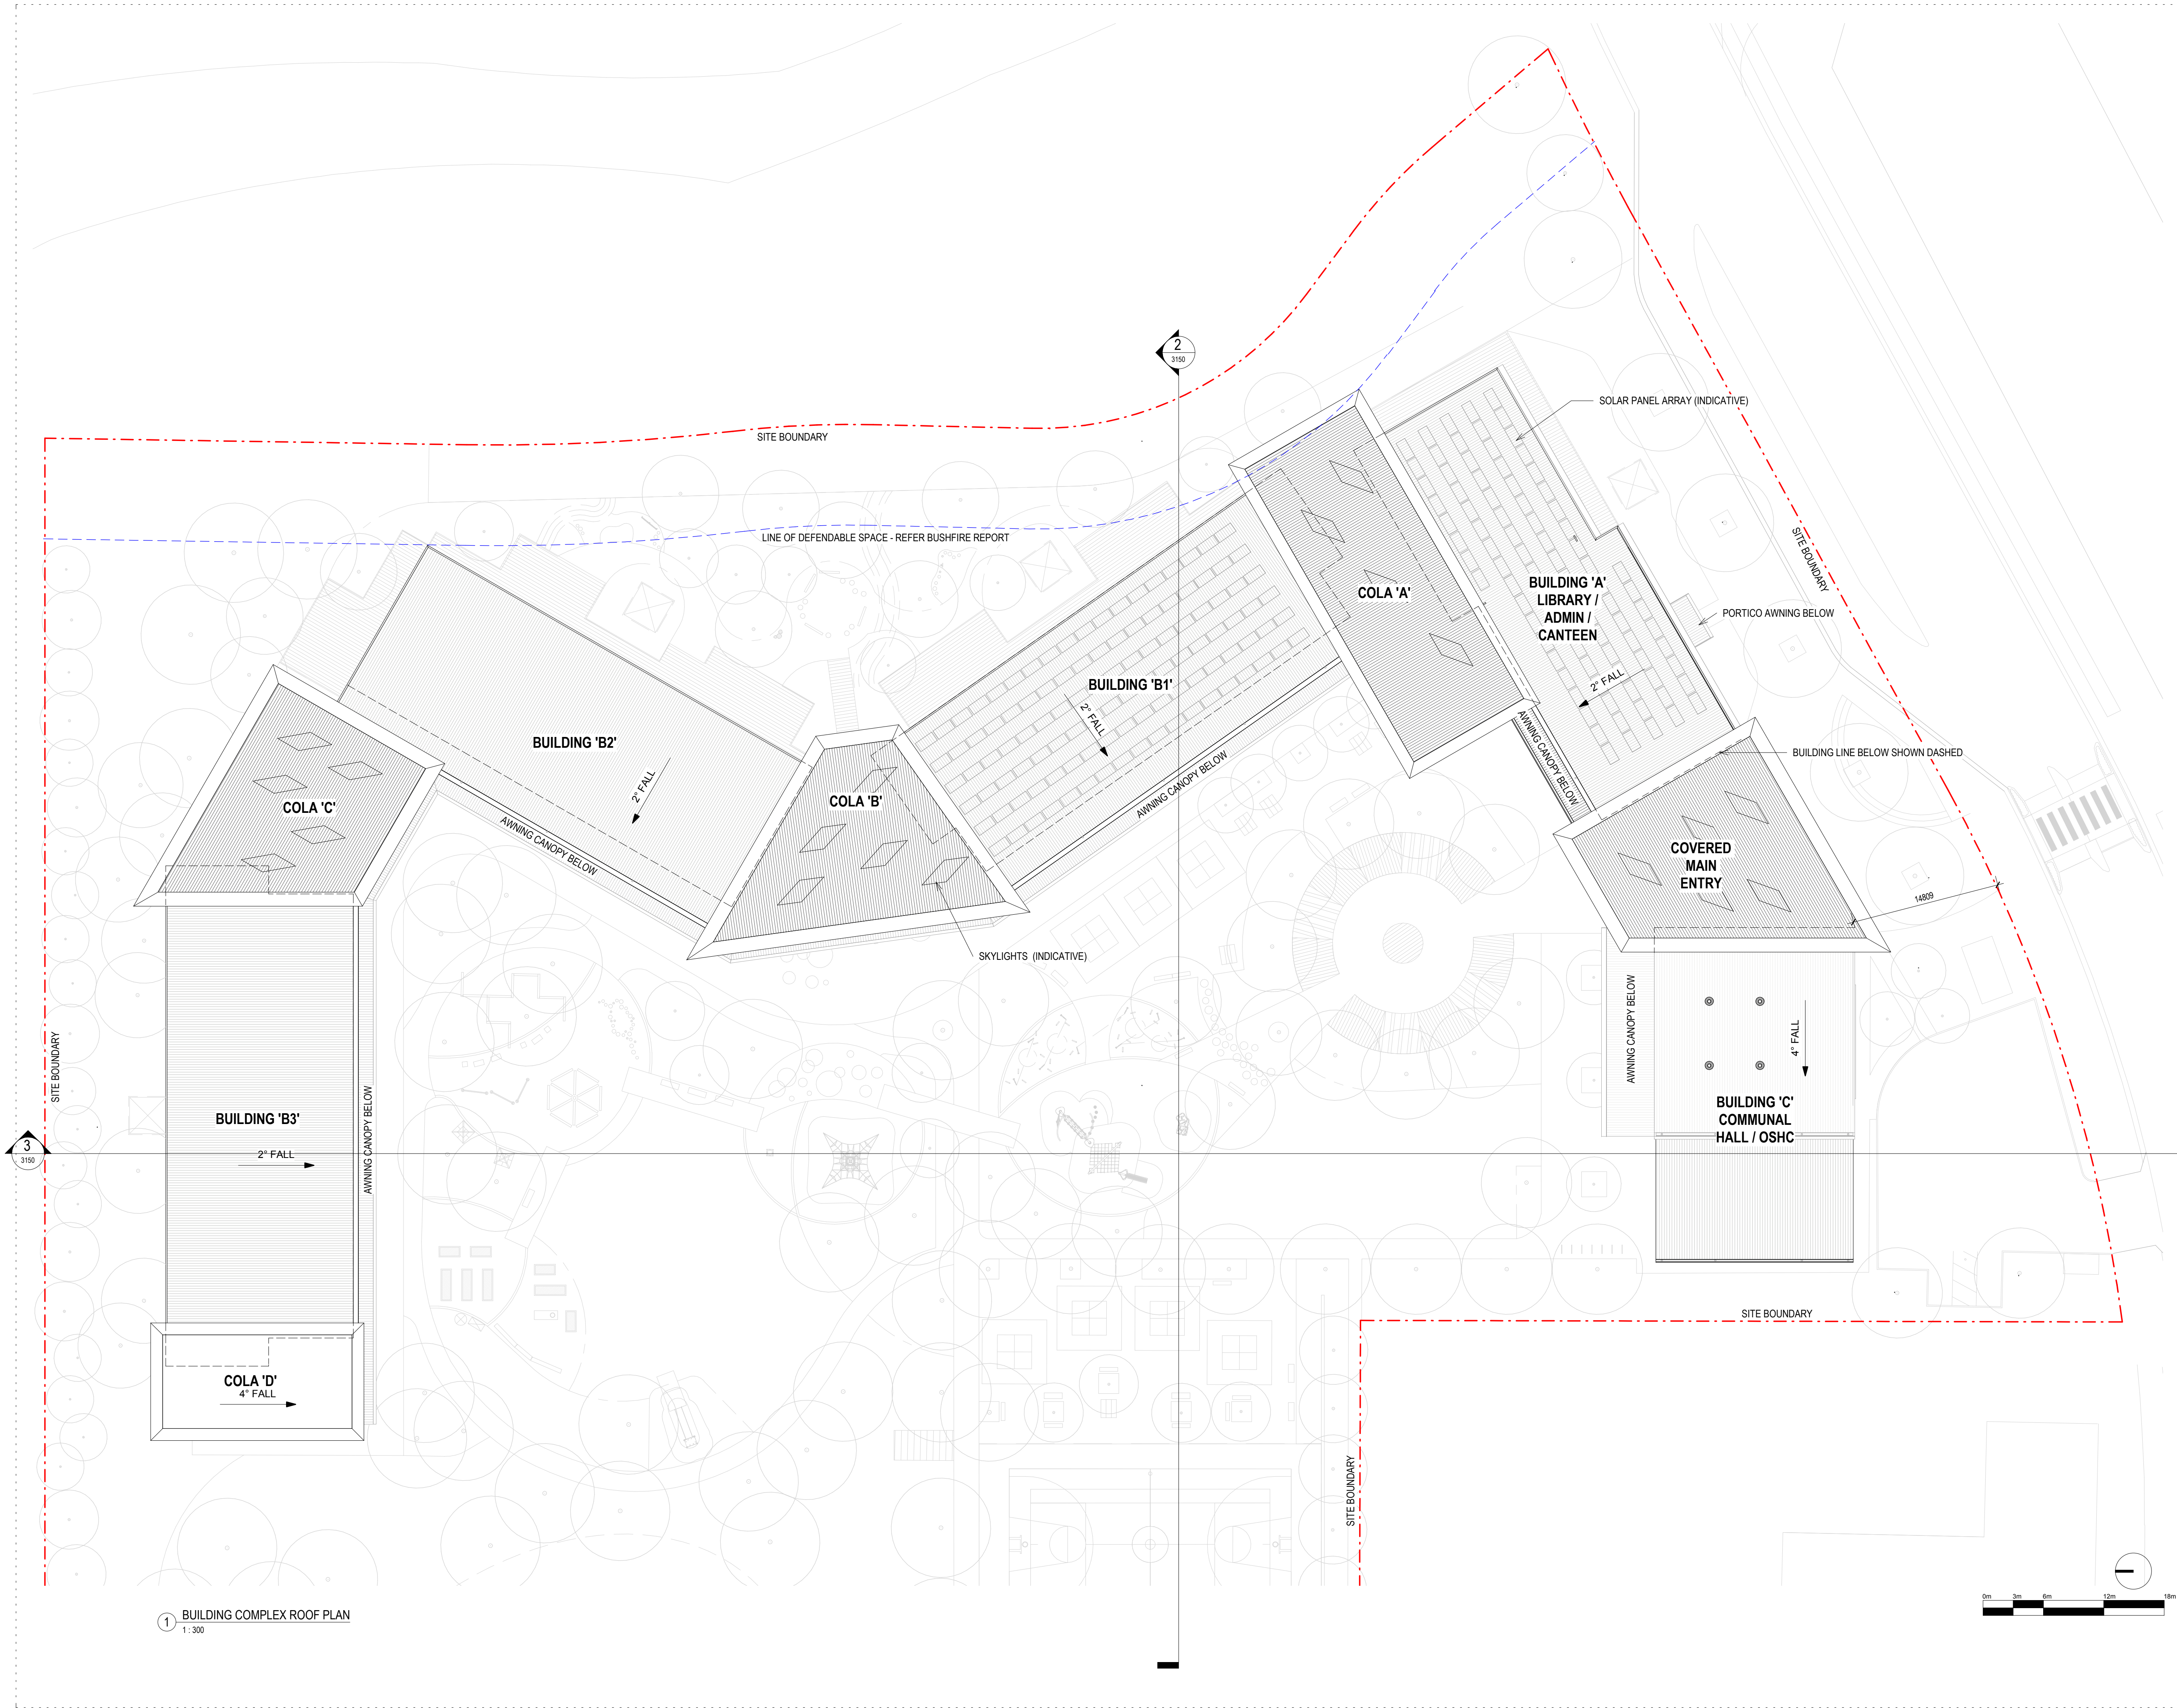 2
3150
SOLAR PANEL ARRAY (INDICATIVE)
SITE BOUNDARY
LINE OF DEFENDABLE SPACE - REFER BUSHFIRE REPORT
SITE BOUNDARY
BUILDING 'A'
LIBRARY /
ADMIN /
CANTEEN
COLA 'A'
PORTICO AWNING BELOW
2° FALL
BUILDING 'B1'
2° FALL
AWNING CANOPY BELOW
AWNING CANOPY BELOW
BUILDING LINE BELOW SHOWN DASHED
BUILDING 'B2'
2° FALL
AWNING CANOPY BELOW
COLA 'B'
COLA 'C'
COVERED
MAIN
ENTRY
14809
SKYLIGHTS (INDICATIVE)
AWNING CANOPY BELOW
4° FALL
SITE BOUNDARY
BUILDING 'B3'
2° FALL
AWNING CANOPY BELOW
BUILDING 'C'
COMMUNAL
HALL / OSHC
3
3150
SITE BOUNDARY
COLA 'D'
4° FALL
SITE BOUNDARY
1
BUILDING COMPLEX ROOF PLAN
1 : 300
0m
3m
6m
12m
18m